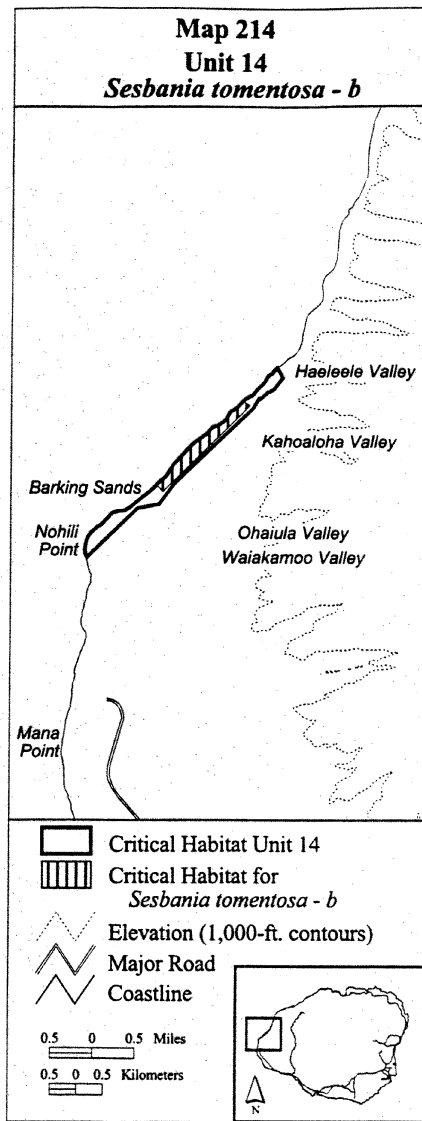 Map 214
Unit 14
Sesbania tomentosa - b
Haeleele Valley
Kahoaloha Valley
Barking Sands
Nohili
Point
Ohaiula Valley
Waiakamoo Valley
Mana
Point
Critical Habitat Unit 14
Critical Habitat for
Sesbania tomentosa - b
Elevation (1,000-ft. contours)
Major Road
Coastline
0.5 0 0.5 Miles
0.5 0 0.5 Kilometers
N